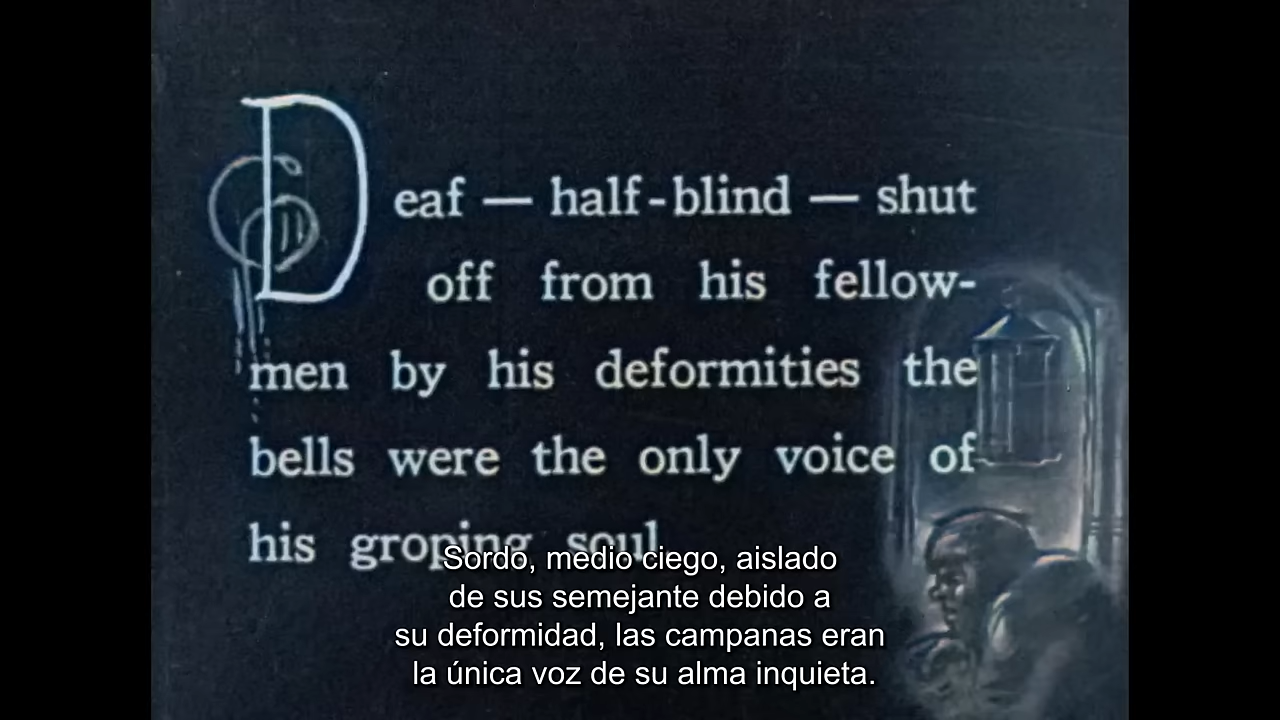 Deaf — half-blind — shut
off from his fellow-
men by his deformities the
bells were the only voice of
his groping soul
Sordo, medio ciego, aislado
de sus semejante debido a
su deformidad, las campanas eran
la única voz de su alma inquieta.